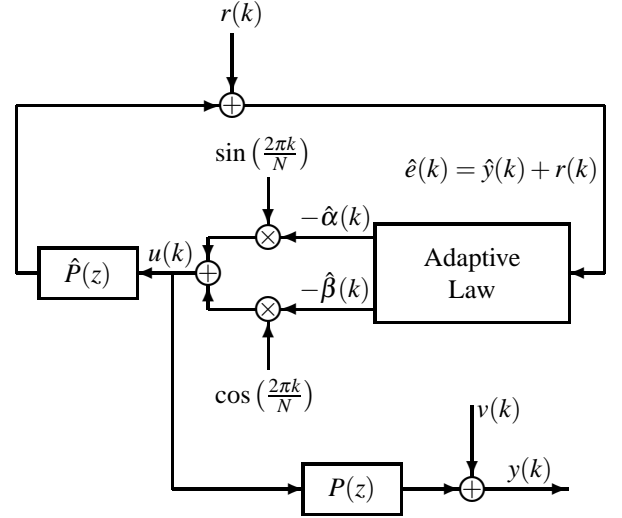 r(k)
+
sin (2πk/N)
ê(k) = ŷ(k) + r(k)
−α̂(k)
×
u(k)
P̂(z)
+
Adaptive
Law
−β̂(k)
×
cos (2πk/N)
v(k)
P(z)
+
y(k)